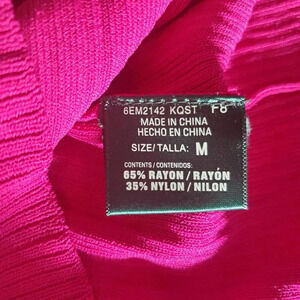 6EM2142 KQST F8
MADE IN CHINA
HECHO EN CHINA
SIZE/TALLA: M
CONTENTS/CONTENIDOS:
65% RAYON/RAYÓN
35% NYLON/NILON